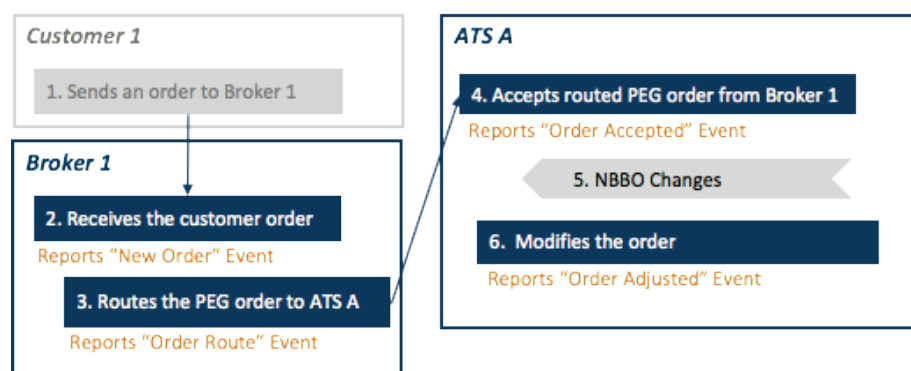 Customer 1
1. Sends an order to Broker 1
Broker 1
2. Receives the customer order
Reports “New Order” Event
3. Routes the PEG order to ATS A
Reports “Order Route” Event
ATS A
4. Accepts routed PEG order from Broker 1
Reports “Order Accepted” Event
5. NBBO Changes
6. Modifies the order
Reports “Order Adjusted” Event